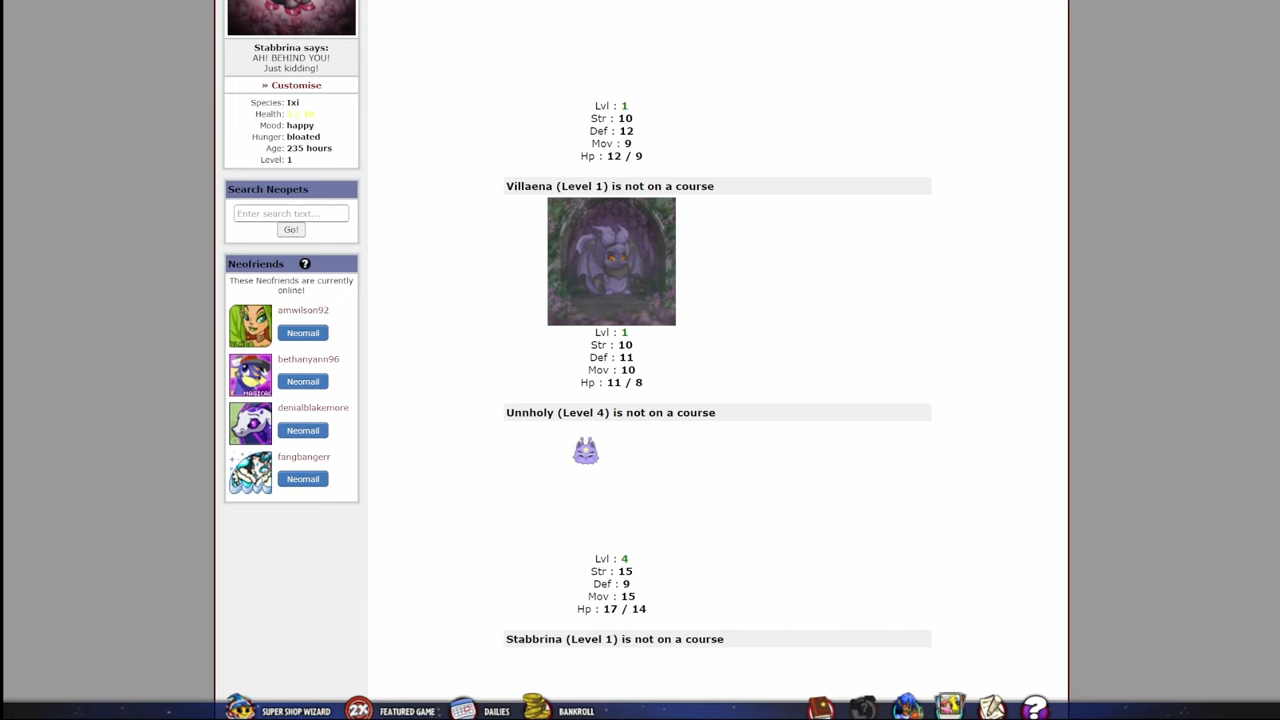 Stabbrina says:
AH! BEHIND YOU!
Just kidding!
» Customise
Species: Ixi
Health:
Mood: happy
Hunger: bloated
Age: 235 hours
Level: 1
Search Neopets
Enter search text...
Go!
Neofriends ?
These Neofriends are currently
online!
amwilson92
Neomail
bethanyann96
Neomail
MAGICAL
denialblakemore
Neomail
fangbangerr
Neomail
Lvl : 1
Str : 10
Def : 12
Mov : 9
Hp : 12 / 9
Villaena (Level 1) is not on a course
Lvl : 1
Str : 10
Def : 11
Mov : 10
Hp : 11 / 8
Unnholy (Level 4) is not on a course
Lvl : 4
Str : 15
Def : 9
Mov : 15
Hp : 17 / 14
Stabbrina (Level 1) is not on a course
SUPER SHOP WIZARD
2X FEATURED GAME
DAILIES
BANKROLL
?